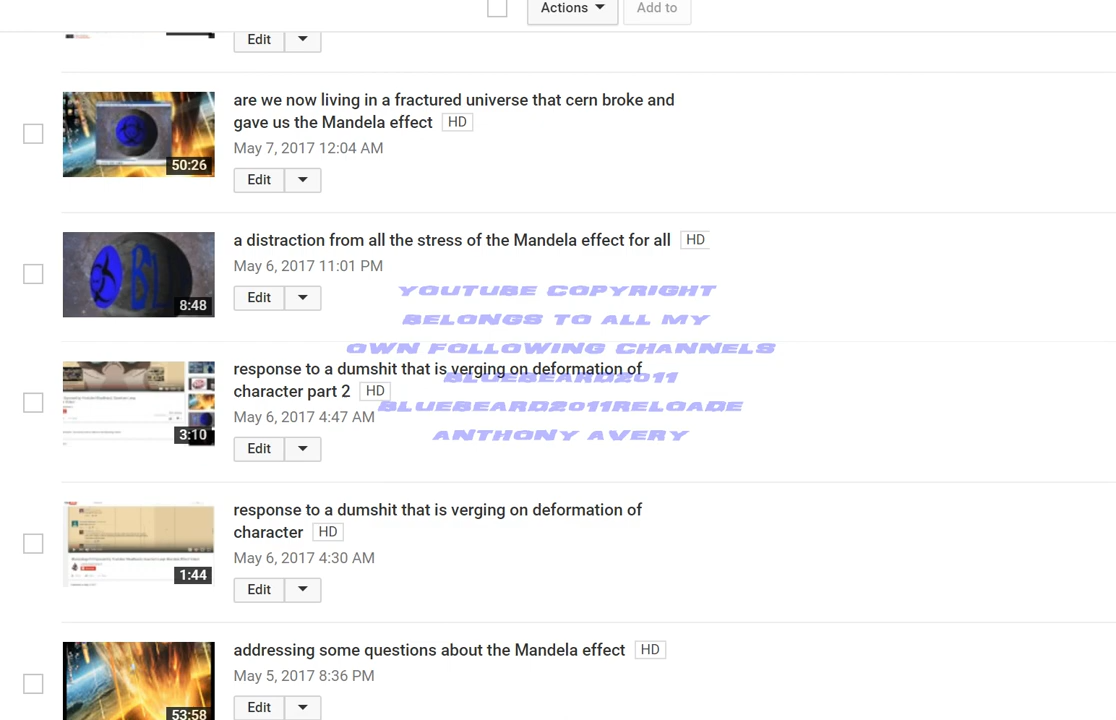 Actions
Add to
Edit
are we now living in a fractured universe that cern broke and
gave us the Mandela effect HD
May 7, 2017 12:04 AM
50:26
Edit
a distraction from all the stress of the Mandela effect for all HD
May 6, 2017 11:01 PM
8:48
Edit
YOUTUBE COPYRIGHT
BELONGS TO ALL MY
OWN FOLLOWING CHANNELS
response to a dumshit that is verging on deformation of
BLUEBEARD2011
character part 2 HD
BLUEBEARD2011RELOADE
May 6, 2017 4:47 AM
3:10
ANTHONY AVERY
Edit
response to a dumshit that is verging on deformation of
character HD
May 6, 2017 4:30 AM
1:44
Edit
addressing some questions about the Mandela effect HD
May 5, 2017 8:36 PM
53:58
Edit